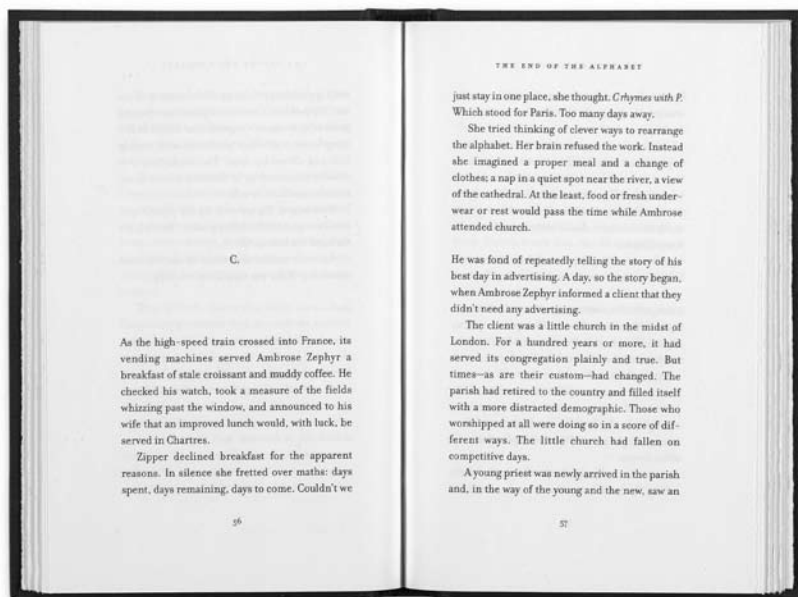 C.
As the high-speed train crossed into France, its
vending machines served Ambrose Zephyr a
breakfast of stale croissant and muddy coffee. He
checked his watch, took a measure of the fields
whizzing past the window, and announced to his
wife that an improved lunch would, with luck, be
served in Chartres.
Zipper declined breakfast for the apparent
reasons. In silence she fretted over maths: days
spent, days remaining, days to come. Couldn't we
56
THE END OF THE ALPHABET
just stay in one place, she thought. C rhymes with P.
Which stood for Paris. Too many days away.
She tried thinking of clever ways to rearrange
the alphabet. Her brain refused the work. Instead
she imagined a proper meal and a change of
clothes; a nap in a quiet spot near the river, a view
of the cathedral. At the least, food or fresh under-
wear or rest would pass the time while Ambrose
attended church.
He was fond of repeatedly telling the story of his
best day in advertising. A day, so the story began,
when Ambrose Zephyr informed a client that they
didn't need any advertising.
The client was a little church in the midst of
London. For a hundred years or more, it had
served its congregation plainly and true. But
times—as are their custom—had changed. The
parish had retired to the country and filled itself
with a more distracted demographic. Those who
worshipped at all were doing so in a score of dif-
ferent ways. The little church had fallen on
competitive days.
A young priest was newly arrived in the parish
and, in the way of the young and the new, saw an
57